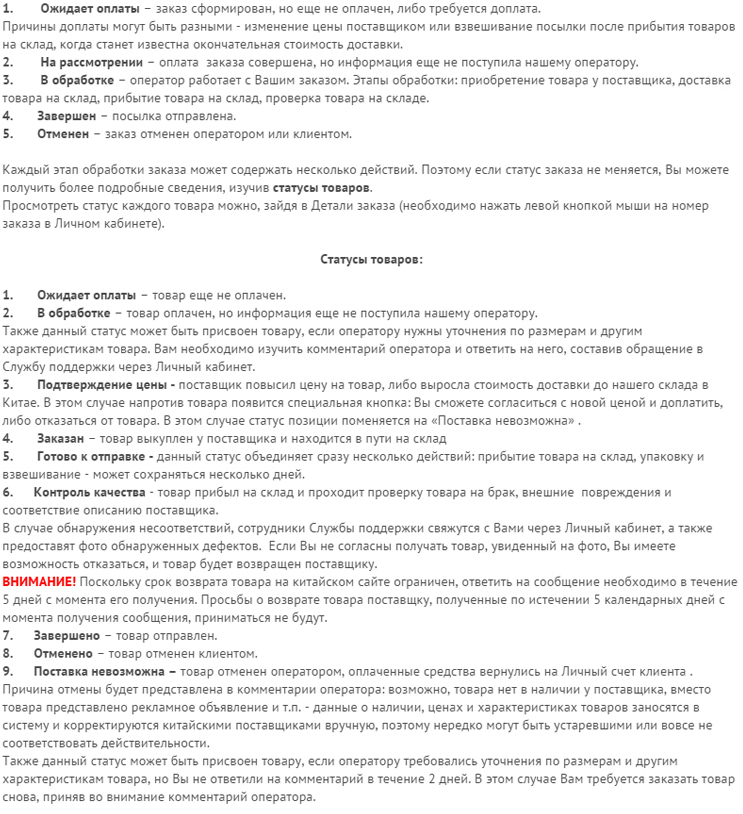 1. Ожидает оплаты – заказ сформирован, но еще не оплачен, либо требуется доплата.
Причины доплаты могут быть разными - изменение цены поставщиком или взвешивание посылки после прибытия товаров
на склад, когда станет известна окончательная стоимость доставки.
2. На рассмотрении – оплата заказа совершена, но информация еще не поступила нашему оператору.
3. В обработке – оператор работает с Вашим заказом. Этапы обработки: приобретение товара у поставщика, доставка
товара на склад, прибытие товара на склад, проверка товара на складе.
4. Завершен – посылка отправлена.
5. Отменен – заказ отменен оператором или клиентом.
Каждый этап обработки заказа может содержать несколько действий. Поэтому если статус заказа не меняется, Вы можете
получить более подробные сведения, изучив статусы товаров.
Просмотреть статус каждого товара можно, зайдя в Детали заказа (необходимо нажать левой кнопкой мыши на номер
заказа в Личном кабинете).
Статусы товаров:
1. Ожидает оплаты – товар еще не оплачен.
2. В обработке – товар оплачен, но информация еще не поступила нашему оператору.
Также данный статус может быть присвоен товару, если оператору нужны уточнения по размерам и другим
характеристикам товара. Вам необходимо изучить комментарий оператора и ответить на него, составив обращение в
Службу поддержки через Личный кабинет.
3. Подтверждение цены - поставщик повысил цену на товар, либо выросла стоимость доставки до нашего склада в
Китае. В этом случае напротив товара появится специальная кнопка: Вы сможете согласиться с новой ценой и доплатить,
либо отказаться от товара. В этом случае статус позиции поменяется на «Поставка невозможна» .
4. Заказан – товар выкуплен у поставщика и находится в пути на склад
5. Готово к отправке - данный статус объединяет сразу несколько действий: прибытие товара на склад, упаковку и
взвешивание - может сохраняться несколько дней.
6. Контроль качества - товар прибыл на склад и проходит проверку товара на брак, внешние повреждения и
соответствие описанию поставщика.
В случае обнаружения несоответствий, сотрудники Службы поддержки свяжутся с Вами через Личный кабинет, а также
предоставят фото обнаруженных дефектов. Если Вы не согласны получать товар, увиденный на фото, Вы имеете
возможность отказаться, и товар будет возвращен поставщику.
ВНИМАНИЕ! Поскольку срок возврата товара на китайском сайте ограничен, ответить на сообщение необходимо в течение
5 дней с момента его получения. Просьбы о возврате товара поставщку, полученные по истечении 5 календарных дней с
момента получения сообщения, приниматься не будут.
7. Завершено – товар отправлен.
8. Отменено – товар отменен клиентом.
9. Поставка невозможна – товар отменен оператором, оплаченные средства вернулись на Личный счет клиента .
Причина отмены будет представлена в комментарии оператора: возможно, товара нет в наличии у поставщика, вместо
товара представлено рекламное объявление и т.п. - данные о наличии, ценах и характеристиках товаров заносятся в
систему и корректируются китайскими поставщиками вручную, поэтому нередко могут быть устаревшими или вовсе не
соответствовать действительности.
Также данный статус может быть присвоен товару, если оператору требовались уточнения по размерам и другим
характеристикам товара, но Вы не ответили на комментарий в течение 2 дней. В этом случае Вам требуется заказать товар
снова, приняв во внимание комментарий оператора.